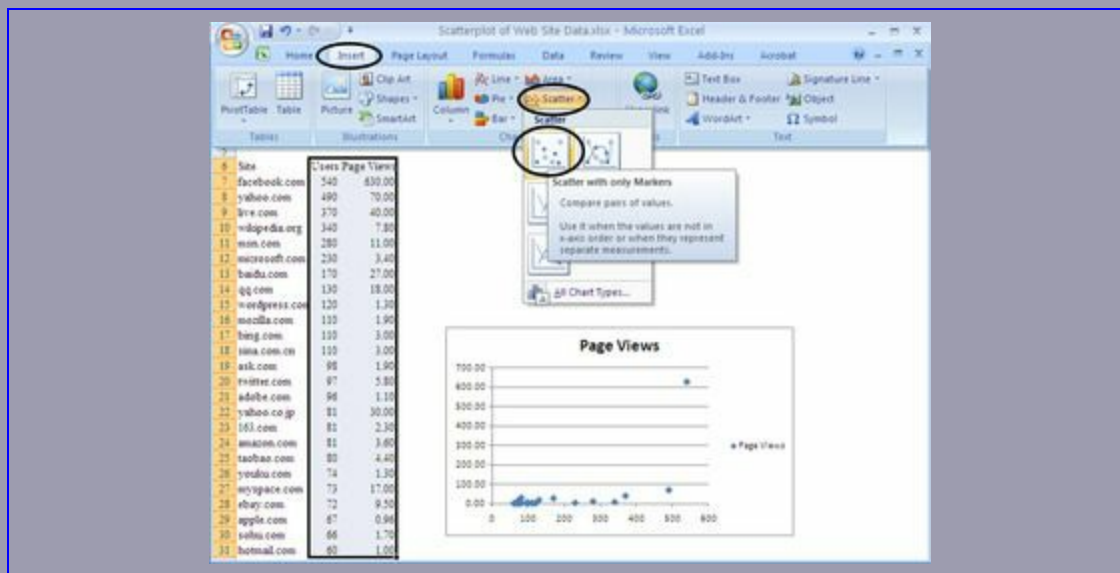 Scatterplot of Web Site Data.xlsx - Microsoft Excel
Home Insert Page Layout Formulas Data Review View Add-Ins Acrobat
PivotTable Table Picture Clip Art Shapes SmartArt Column Line Pie Bar Area Scatter Text Box Header & Footer WordArt Signature Line Object Symbol
Tables Illustrations Text
Scatter
Scatter with only Markers
Compare pairs of values.
Use it when the values are not in
x-axis order or when they represent
separate measurements.
All Chart Types...
6 Site Users Page Views
7 facebook.com 540 630.00
8 yahoo.com 490 70.00
9 live.com 370 40.00
10 wikipedia.org 340 7.80
11 msn.com 280 11.00
12 microsoft.com 230 3.40
13 baidu.com 170 27.00
14 qq.com 130 18.00
15 wordpress.com 120 1.30
16 mozilla.com 110 1.90
17 bing.com 110 3.00
18 sina.com.cn 110 3.00
19 ask.com 98 1.90
20 twitter.com 97 5.80
21 adobe.com 96 1.10
22 yahoo.co.jp 81 30.00
23 163.com 81 2.30
24 amazon.com 81 3.60
25 taobao.com 80 4.40
26 youku.com 74 1.30
27 myspace.com 73 17.00
28 ebay.com 72 9.50
29 apple.com 67 0.96
30 sohu.com 66 1.70
31 hotmail.com 60 1.00
Page Views
700.00
600.00
500.00
400.00
300.00
200.00
100.00
0.00
0 100 200 300 400 500 600
Page Views